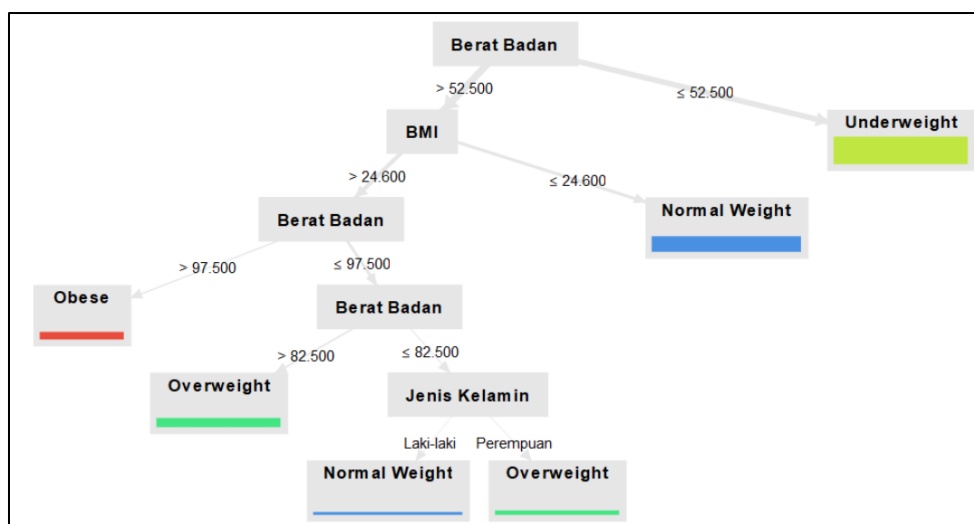 Berat Badan
> 52.500
≤ 52.500
BMI
Underweight
> 24.600
≤ 24.600
Berat Badan
Normal Weight
> 97.500
≤ 97.500
Obese
Berat Badan
> 82.500
≤ 82.500
Overweight
Jenis Kelamin
Laki-laki
Perempuan
Normal Weight
Overweight